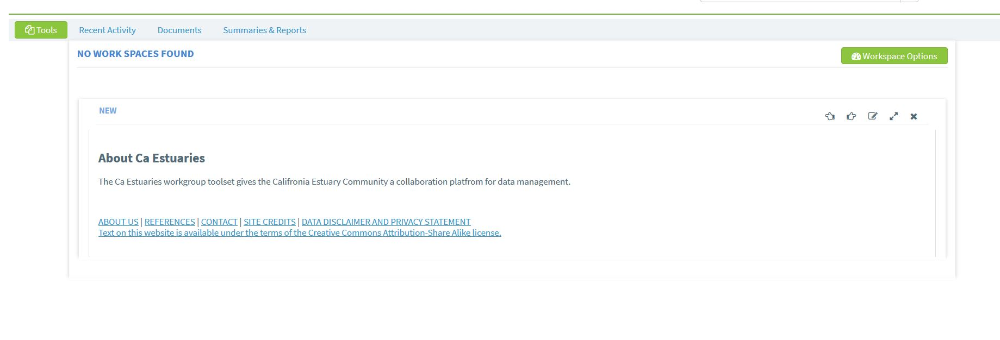 Tools Recent Activity Documents Summaries & Reports
NO WORK SPACES FOUND
Workspace Options
NEW
About Ca Estuaries
The Ca Estuaries workgroup toolset gives the Califronia Estuary Community a collaboration platfrom for data management.
ABOUT US | REFERENCES | CONTACT | SITE CREDITS | DATA DISCLAIMER AND PRIVACY STATEMENT
Text on this website is available under the terms of the Creative Commons Attribution-Share Alike license.